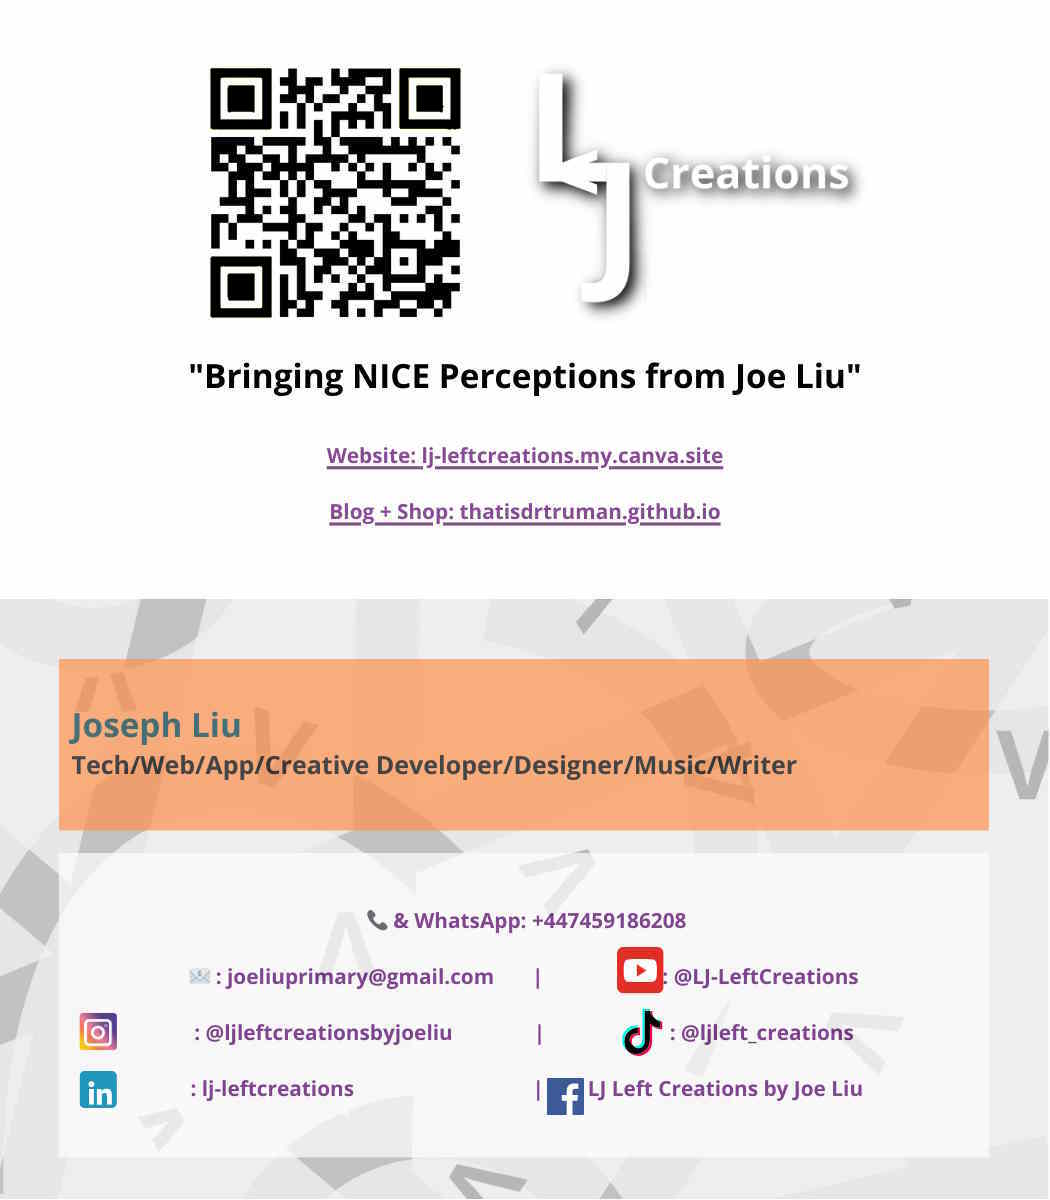 LJ Creations
"Bringing NICE Perceptions from Joe Liu"
Website: lj-leftcreations.my.canva.site
Blog + Shop: thatisdrtruman.github.io
Joseph Liu
Tech/Web/App/Creative Developer/Designer/Music/Writer
& WhatsApp: +447459186208
: joeliuprimary@gmail.com | : @LJ-LeftCreations
: @ljleftcreationsbyjoeliu | : @ljleft_creations
in : lj-leftcreations | f LJ Left Creations by Joe Liu